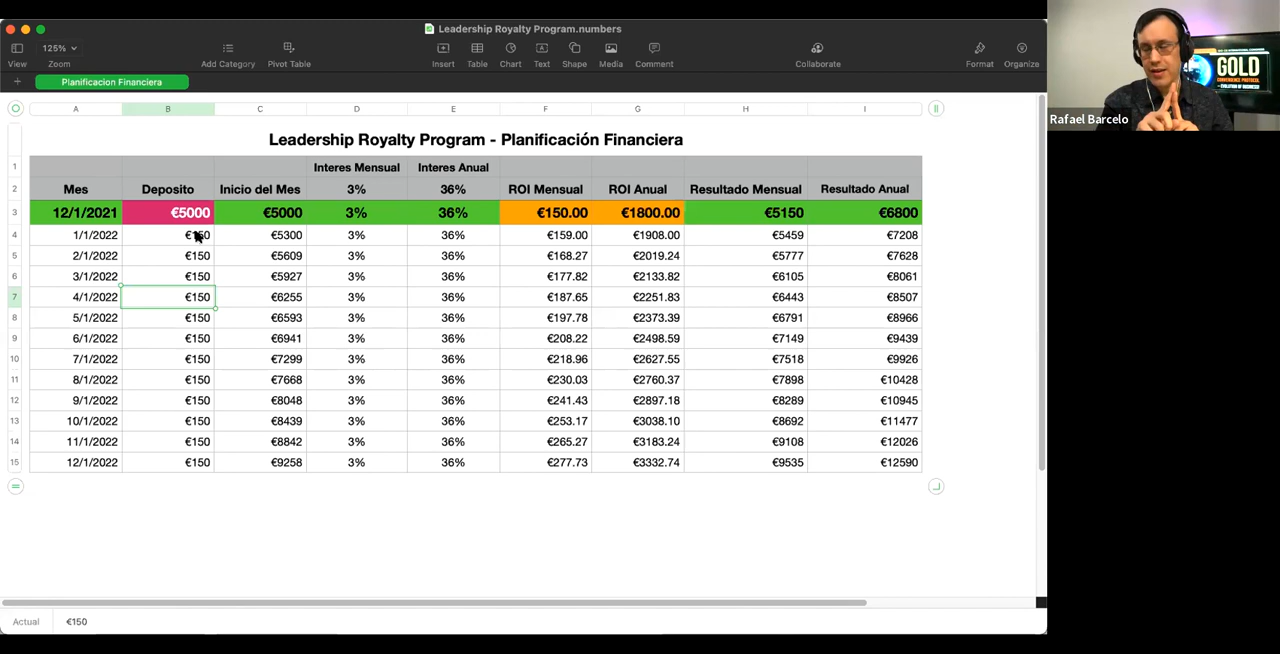 Leadership Royalty Program.numbers
125%
View Zoom Add Category Pivot Table Insert Table Chart Text Shape Media Comment Collaborate Format Organize
Planificacion Financiera
A B C D E F G H I
Leadership Royalty Program - Planificación Financiera
1 Interes Mensual Interes Anual
2 Mes Deposito Inicio del Mes 3% 36% ROI Mensual ROI Anual Resultado Mensual Resultado Anual
3 12/1/2021 €5000 €5000 3% 36% €150.00 €1800.00 €5150 €6800
4 1/1/2022 €150 €5300 3% 36% €159.00 €1908.00 €5459 €7208
5 2/1/2022 €150 €5609 3% 36% €168.27 €2019.24 €5777 €7628
6 3/1/2022 €150 €5927 3% 36% €177.82 €2133.82 €6105 €8061
7 4/1/2022 €150 €6255 3% 36% €187.65 €2251.83 €6443 €8507
8 5/1/2022 €150 €6593 3% 36% €197.78 €2373.39 €6791 €8966
9 6/1/2022 €150 €6941 3% 36% €208.22 €2498.59 €7149 €9439
10 7/1/2022 €150 €7299 3% 36% €218.96 €2627.55 €7518 €9926
11 8/1/2022 €150 €7668 3% 36% €230.03 €2760.37 €7898 €10428
12 9/1/2022 €150 €8048 3% 36% €241.43 €2897.18 €8289 €10945
13 10/1/2022 €150 €8439 3% 36% €253.17 €3038.10 €8692 €11477
14 11/1/2022 €150 €8842 3% 36% €265.27 €3183.24 €9108 €12026
15 12/1/2022 €150 €9258 3% 36% €277.73 €3332.74 €9535 €12590
Actual €150
GOLD
CONVERGENCE PROTOCOL
Rafael Barcelo